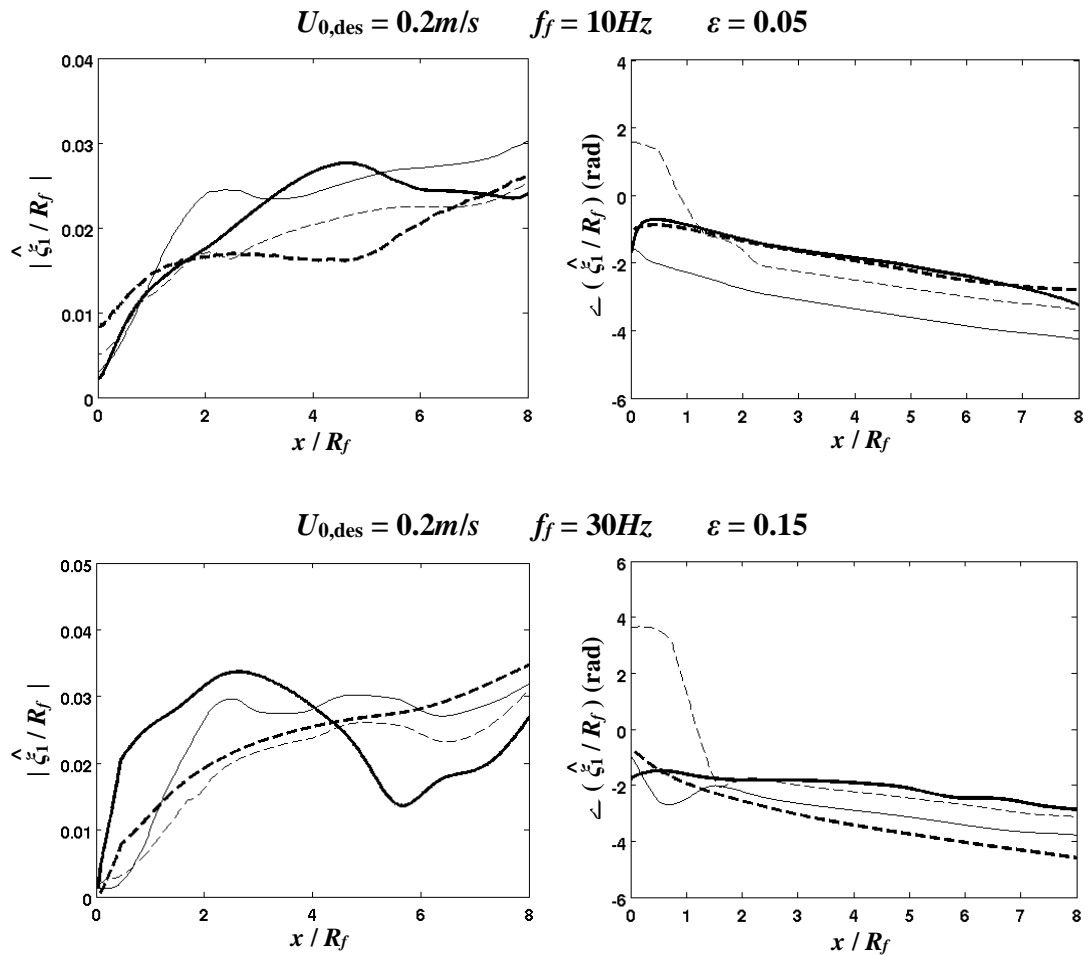 U0,des = 0.2m/s ff = 10Hz ε = 0.05
0.04
0.03
0.02
0.01
0
| ξ̂1 / Rf |
0 2 4 6 8
x / Rf
4
2
0
-2
-4
-6
∠ ( ξ̂1 / Rf ) (rad)
0 1 2 3 4 5 6 7 8
x / Rf
U0,des = 0.2m/s ff = 30Hz ε = 0.15
0.05
0.04
0.03
0.02
0.01
0
| ξ̂1 / Rf |
0 2 4 6 8
x / Rf
6
4
2
0
-2
-4
-6
∠ ( ξ̂1 / Rf ) (rad)
0 1 2 3 4 5 6 7 8
x / Rf